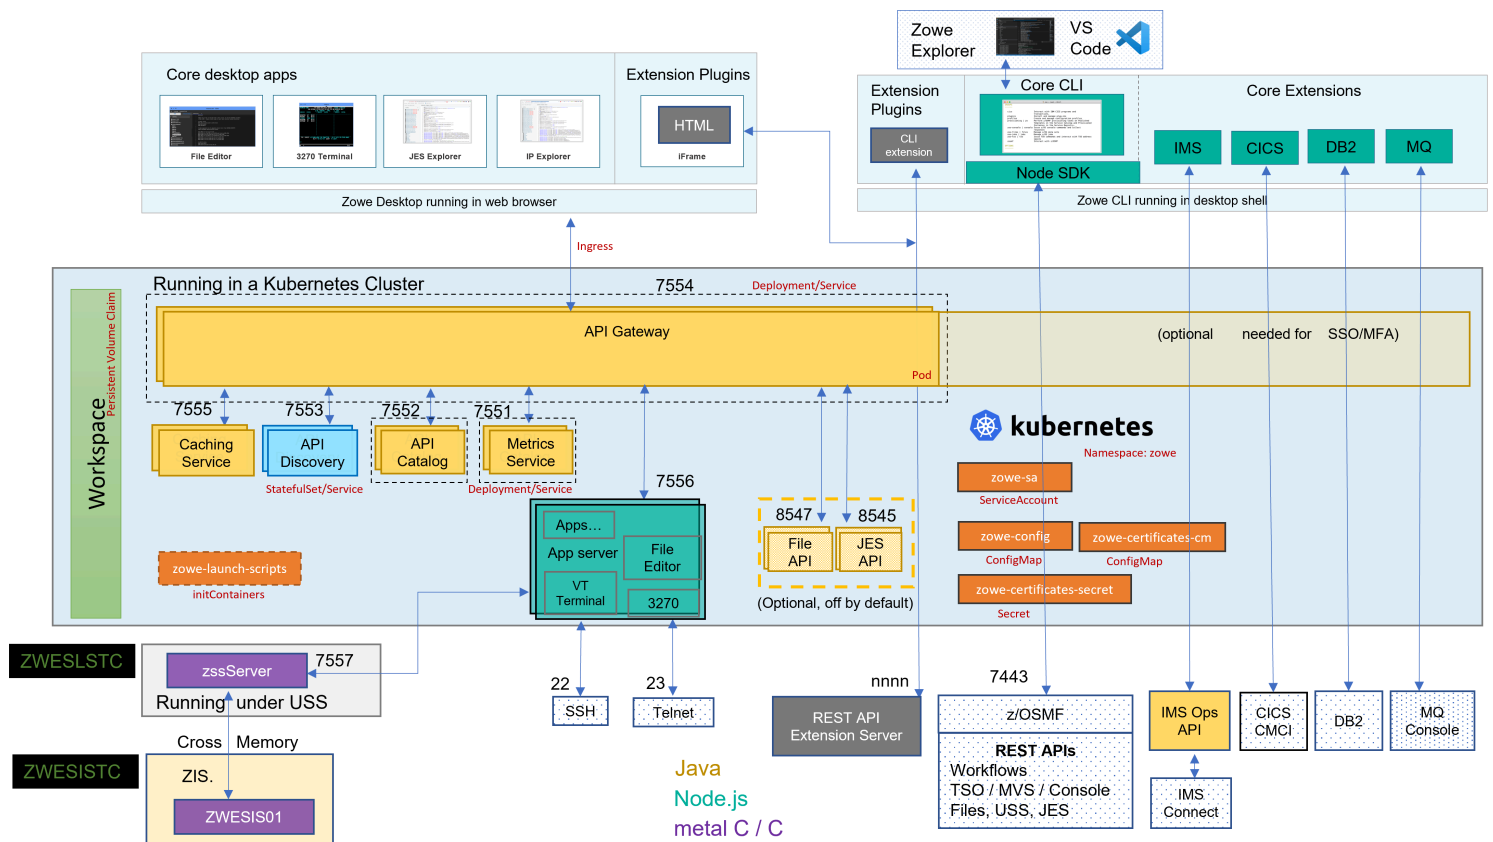 Zowe
Explorer
VS
Code
Core desktop apps
Extension Plugins
File Editor
3270 Terminal
JES Explorer
IP Explorer
HTML
iFrame
Zowe Desktop running in web browser
Extension
Plugins
CLI
extension
Core CLI
Node SDK
Core Extensions
IMS
CICS
DB2
MQ
Zowe CLI running in desktop shell
Ingress
Running in a Kubernetes Cluster
7554
Deployment/Service
Workspace
Persistent Volume Claim
API Gateway
Pod
(optional needed for SSO/MFA)
7555
7553
7552
7551
Caching
Service
API
Discovery
API
Catalog
Metrics
Service
StatefulSet/Service
Deployment/Service
7556
Apps...
App server
File
Editor
VT
Terminal
3270
8547
8545
File
API
JES
API
(Optional, off by default)
kubernetes
Namespace: zowe
zowe-sa
ServiceAccount
zowe-config
ConfigMap
zowe-certificates-cm
ConfigMap
zowe-certificates-secret
Secret
zowe-launch-scripts
initContainers
ZWESLSTC
zssServer
7557
Running under USS
Cross Memory
ZWESISTC
ZIS.
ZWESIS01
22
SSH
23
Telnet
nnnn
REST API
Extension Server
7443
z/OSMF
REST APIs
Workflows
TSO / MVS / Console
Files, USS, JES
IMS Ops
API
IMS
Connect
CICS
CMCI
DB2
MQ
Console
Java
Node.js
metal C / C